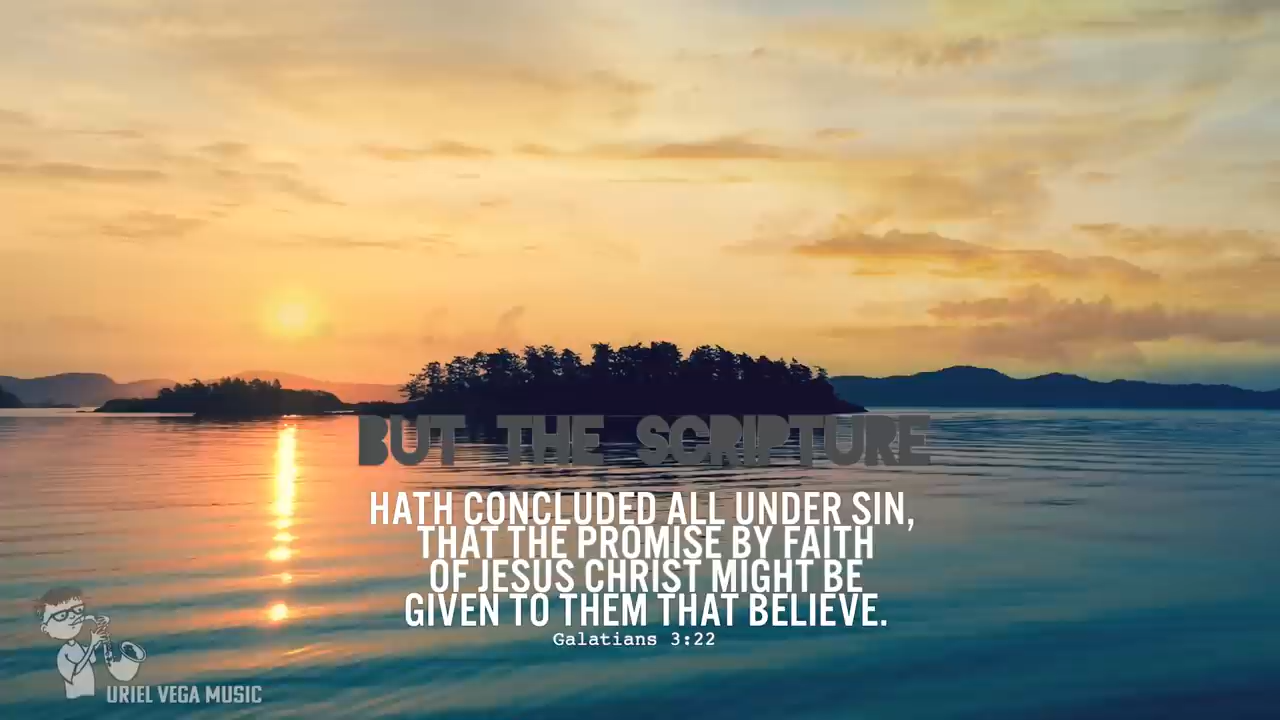 BUT THE SCRIPTURE
HATH CONCLUDED ALL UNDER SIN,
THAT THE PROMISE BY FAITH
OF JESUS CHRIST MIGHT BE
GIVEN TO THEM THAT BELIEVE.
Galatians 3:22
URIEL VEGA MUSIC